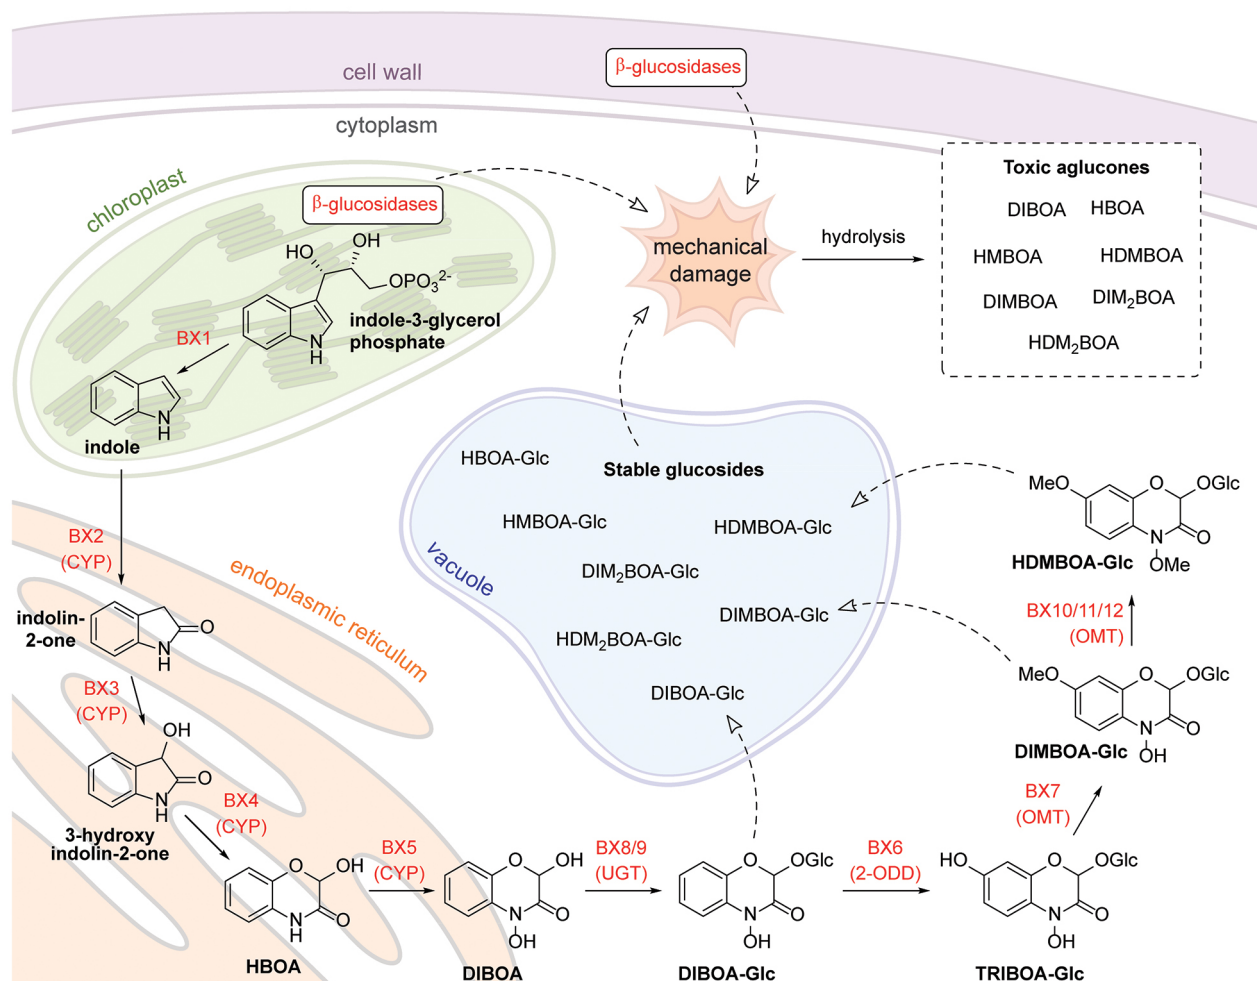 β-glucosidases
cell wall
cytoplasm
chloroplast
β-glucosidases
HO
OH
OPO₃²⁻
N
H
indole-3-glycerol
phosphate
BX1
N
H
indole
mechanical
damage
hydrolysis
Toxic aglucones
DIBOA HBOA
HMBOA HDMBOA
DIMBOA DIM₂BOA
HDM₂BOA
vacuole
Stable glucosides
HBOA-Glc
HMBOA-Glc
HDMBOA-Glc
DIM₂BOA-Glc
DIMBOA-Glc
HDM₂BOA-Glc
DIBOA-Glc
endoplasmic reticulum
BX2
(CYP)
indolin-
2-one
O
N
H
BX3
(CYP)
OH
O
N
H
3-hydroxy
indolin-2-one
BX4
(CYP)
O
OH
N
H
O
HBOA
BX5
(CYP)
O
OH
N
O
OH
DIBOA
BX8/9
(UGT)
O
OGlc
N
O
OH
DIBOA-Glc
BX6
(2-ODD)
HO
O
OGlc
N
O
OH
TRIBOA-Glc
BX7
(OMT)
MeO
O
OGlc
N
O
OH
DIMBOA-Glc
BX10/11/12
(OMT)
MeO
O
OGlc
N
O
OMe
HDMBOA-Glc